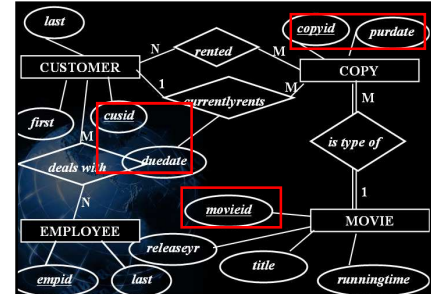 last
copyid
purdate
N
rented
M
CUSTOMER
COPY
1
M
currentlyrents
M
first
cusid
M
is type of
duedate
deals with
movieid
1
N
EMPLOYEE
MOVIE
releaseyr
title
empid
last
runningtime